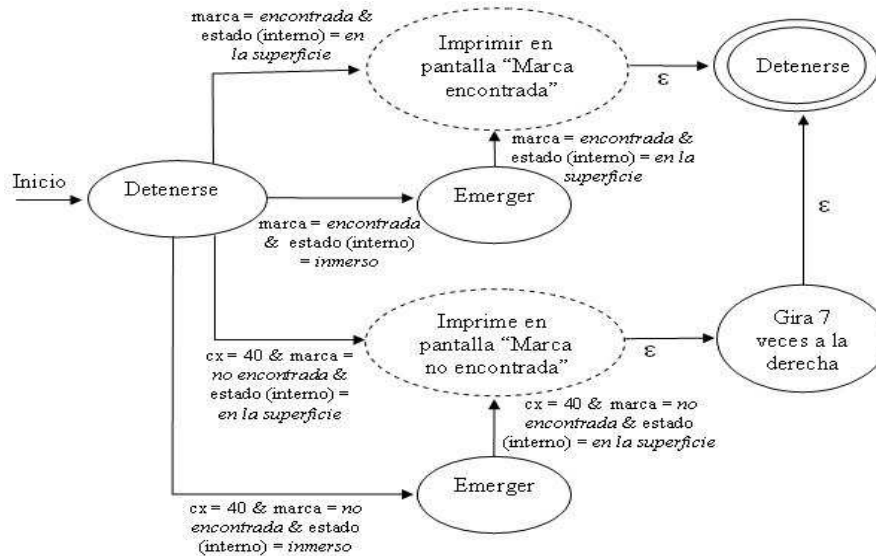 marca = encontrada &
estado (interno) = en
la superficie
Imprimir en
pantalla “Marca
encontrada”
ε
Detenerse
Inicio
Detenerse
marca = encontrada &
estado (interno) = en la
superficie
Emerger
marca = encontrada
& estado (interno)
= inmerso
ε
Imprime en
pantalla “Marca
no encontrada”
ε
Gira 7
veces a la
derecha
cx = 40 & marca =
no encontrada &
estado (interno) =
en la superficie
cx = 40 & marca = no
encontrada & estado
(interno) = en la superficie
Emerger
cx = 40 & marca = no
encontrada & estado
(interno) = inmerso